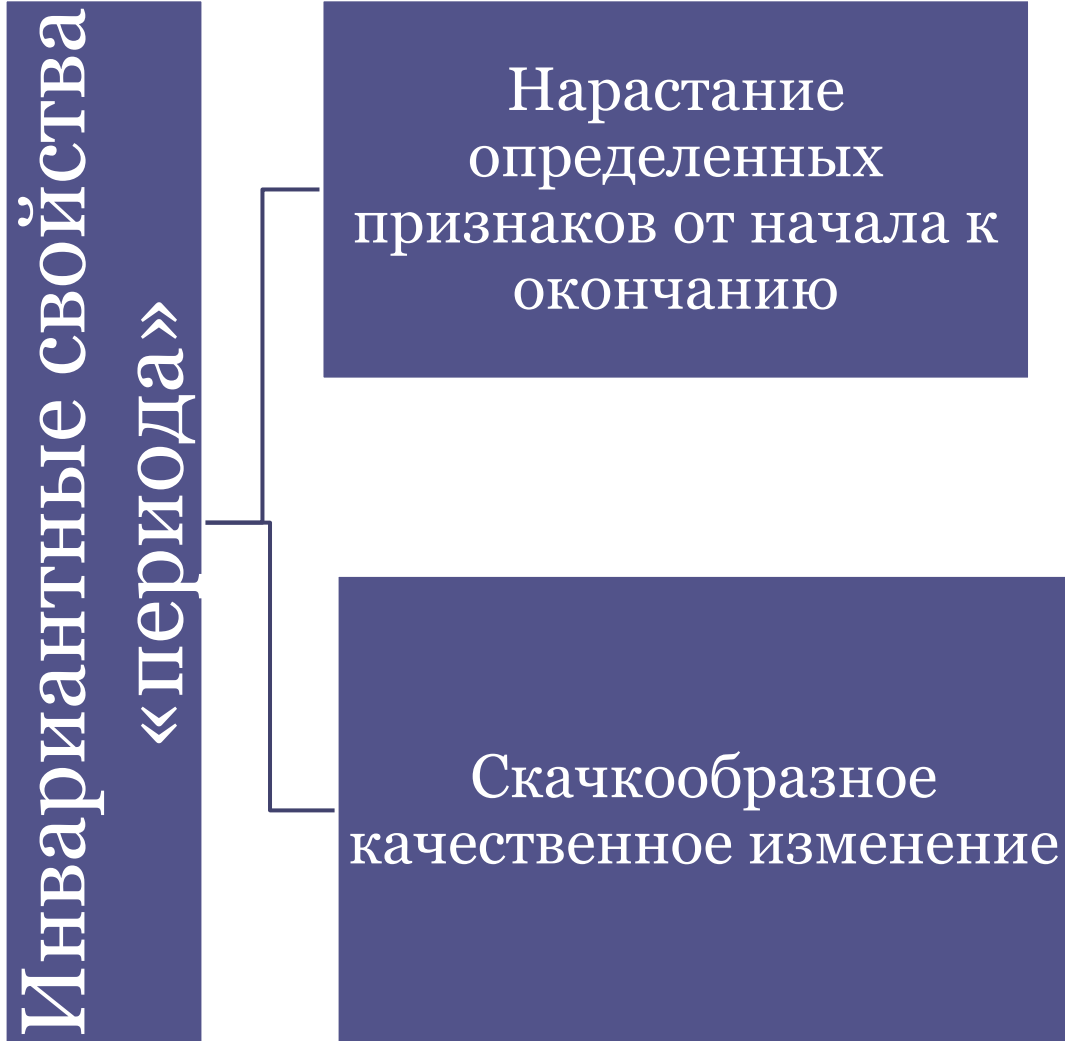 Инвариантные свойства
«периода»
Нарастание
определенных
признаков от начала к
окончанию
Скачкообразное
качественное изменение